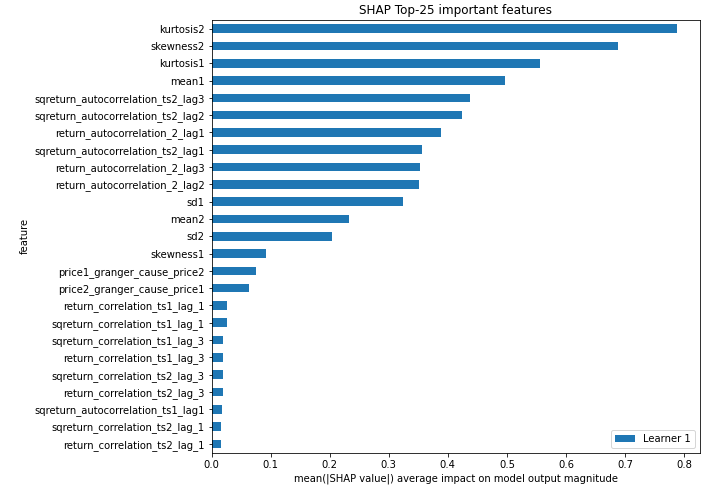 SHAP Top-25 important features
kurtosis2
skewness2
kurtosis1
mean1
sqreturn_autocorrelation_ts2_lag3
sqreturn_autocorrelation_ts2_lag2
return_autocorrelation_2_lag1
sqreturn_autocorrelation_ts2_lag1
return_autocorrelation_2_lag3
return_autocorrelation_2_lag2
sd1
mean2
sd2
skewness1
price1_granger_cause_price2
price2_granger_cause_price1
return_correlation_ts1_lag_1
sqreturn_correlation_ts1_lag_1
sqreturn_correlation_ts1_lag_3
return_correlation_ts1_lag_3
sqreturn_correlation_ts2_lag_3
return_correlation_ts2_lag_3
sqreturn_autocorrelation_ts1_lag1
sqreturn_correlation_ts2_lag_1
return_correlation_ts2_lag_1
feature
Learner 1
0.0 0.1 0.2 0.3 0.4 0.5 0.6 0.7 0.8
mean(|SHAP value|) average impact on model output magnitude